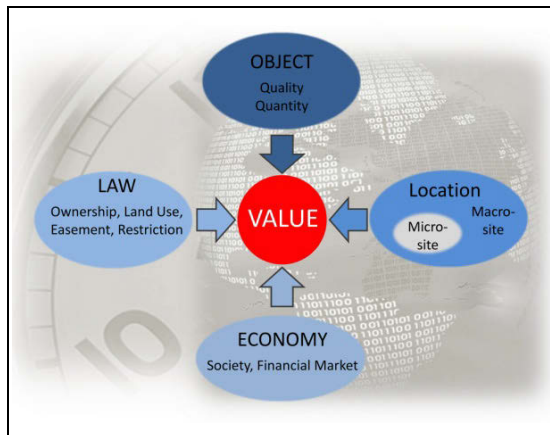 OBJECT
Quality
Quantity
LAW
Ownership, Land Use,
Easement, Restriction
VALUE
Location
Macro-
site
Micro-
site
ECONOMY
Society, Financial Market
10